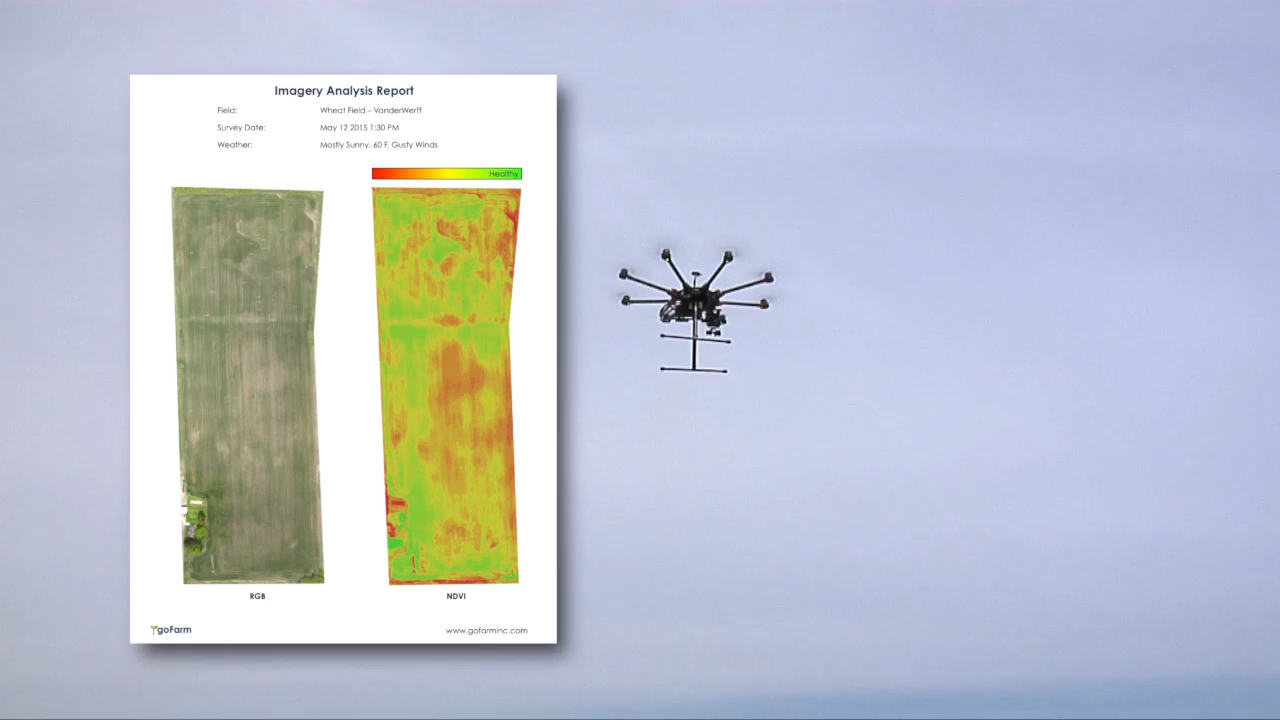 Imagery Analysis Report
Field: Wheat Field – VanderWerff
Survey Date: May 12 2015 1:30 PM
Weather: Mostly Sunny. 60 F. Gusty Winds
Healthy
RGB NDVI
goFarm www.gofarminc.com